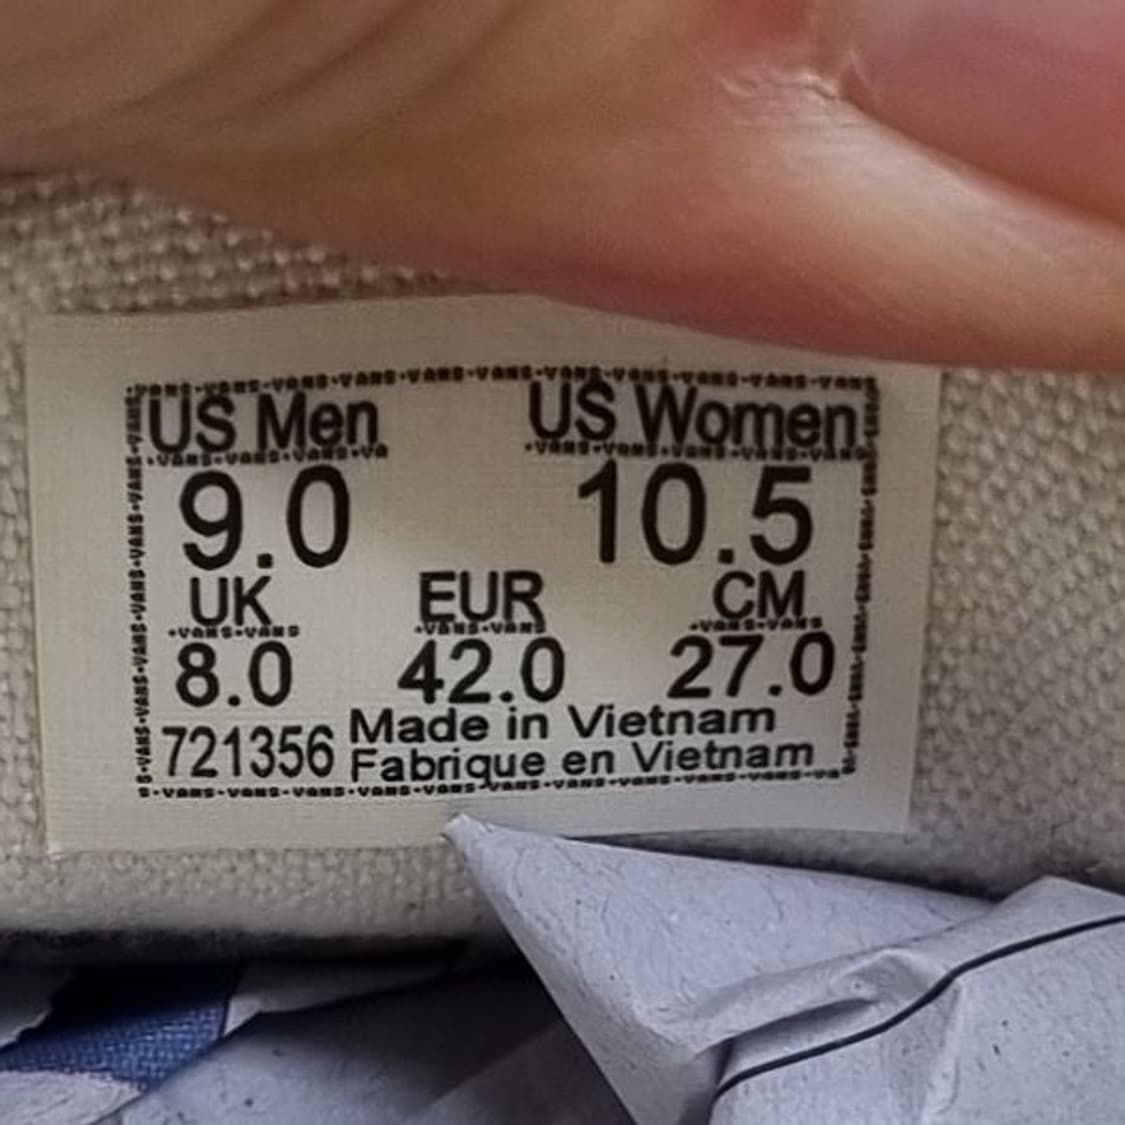 US Men US Women
9.0 10.5
UK EUR CM
8.0 42.0 27.0
721356 Made in Vietnam
Fabrique en Vietnam